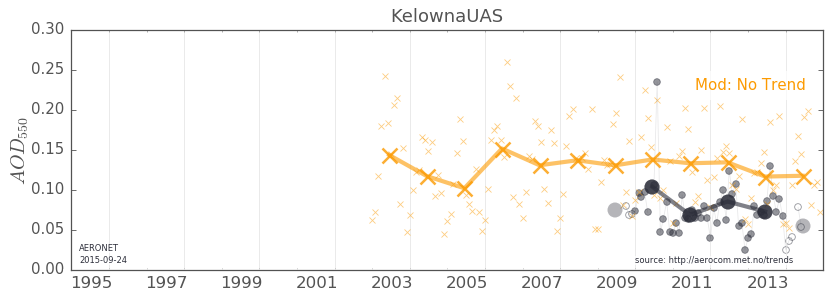 KelownaUAS
0.30
0.25
0.20
0.15
0.10
0.05
0.00
AOD550
Mod: No Trend
AERONET
2015-09-24
source: http://aerocom.met.no/trends
1995 1997 1999 2001 2003 2003 2005 2007 2009 2011 2013